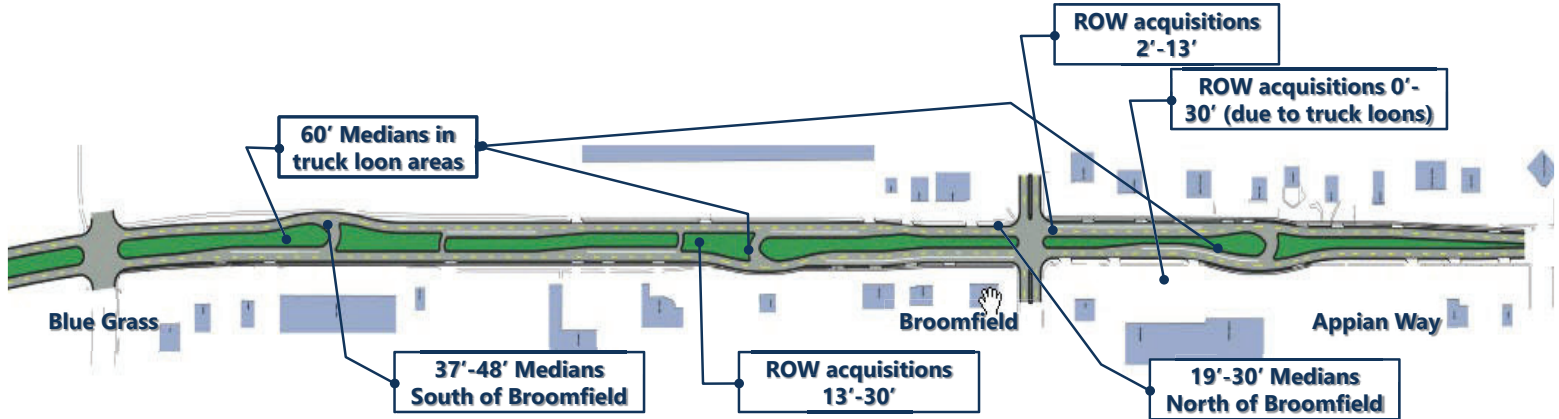 ROW acquisitions
2’-13’
ROW acquisitions 0’-
30’ (due to truck loons)
60’ Medians in
truck loon areas
Blue Grass
Broomfield
Appian Way
37’-48’ Medians
South of Broomfield
ROW acquisitions
13’-30’
19’-30’ Medians
North of Broomfield